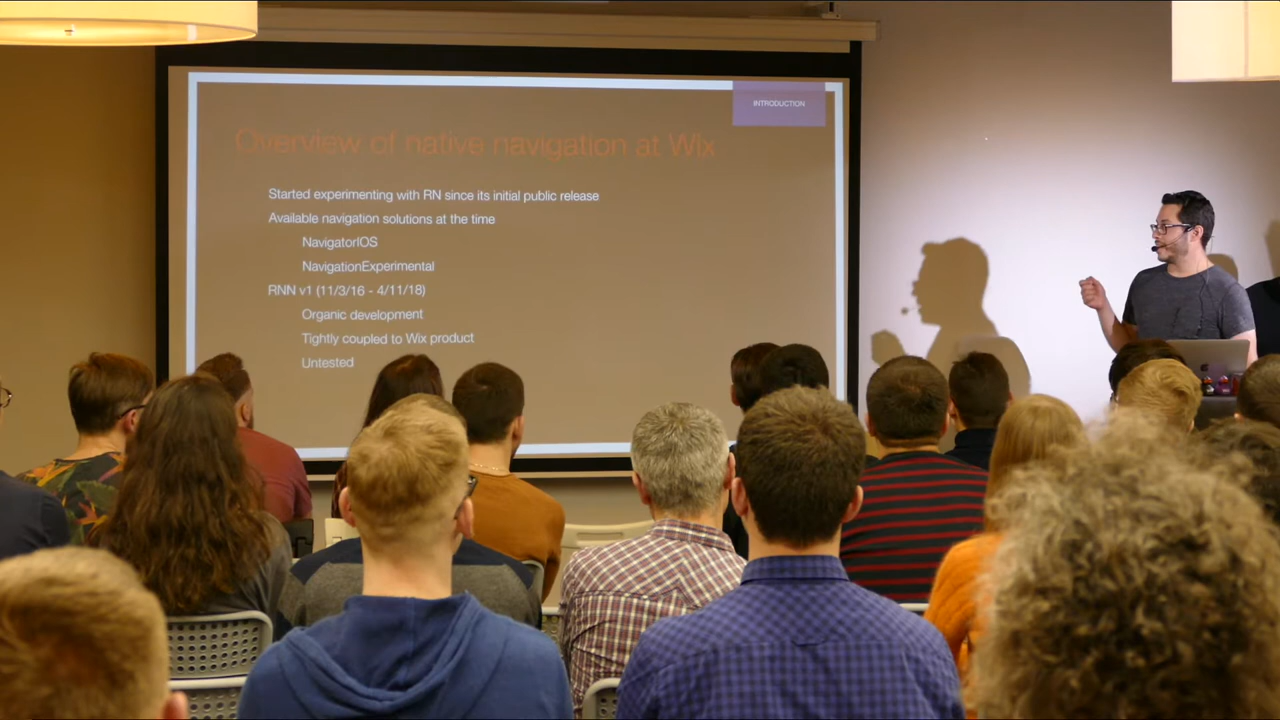 INTRODUCTION
Overview of native navigation at Wix
Started experimenting with RN since its initial public release
Available navigation solutions at the time
NavigatorIOS
NavigationExperimental
RNN v1 (11/3/16 - 4/11/18)
Organic development
Tightly coupled to Wix product
Untested